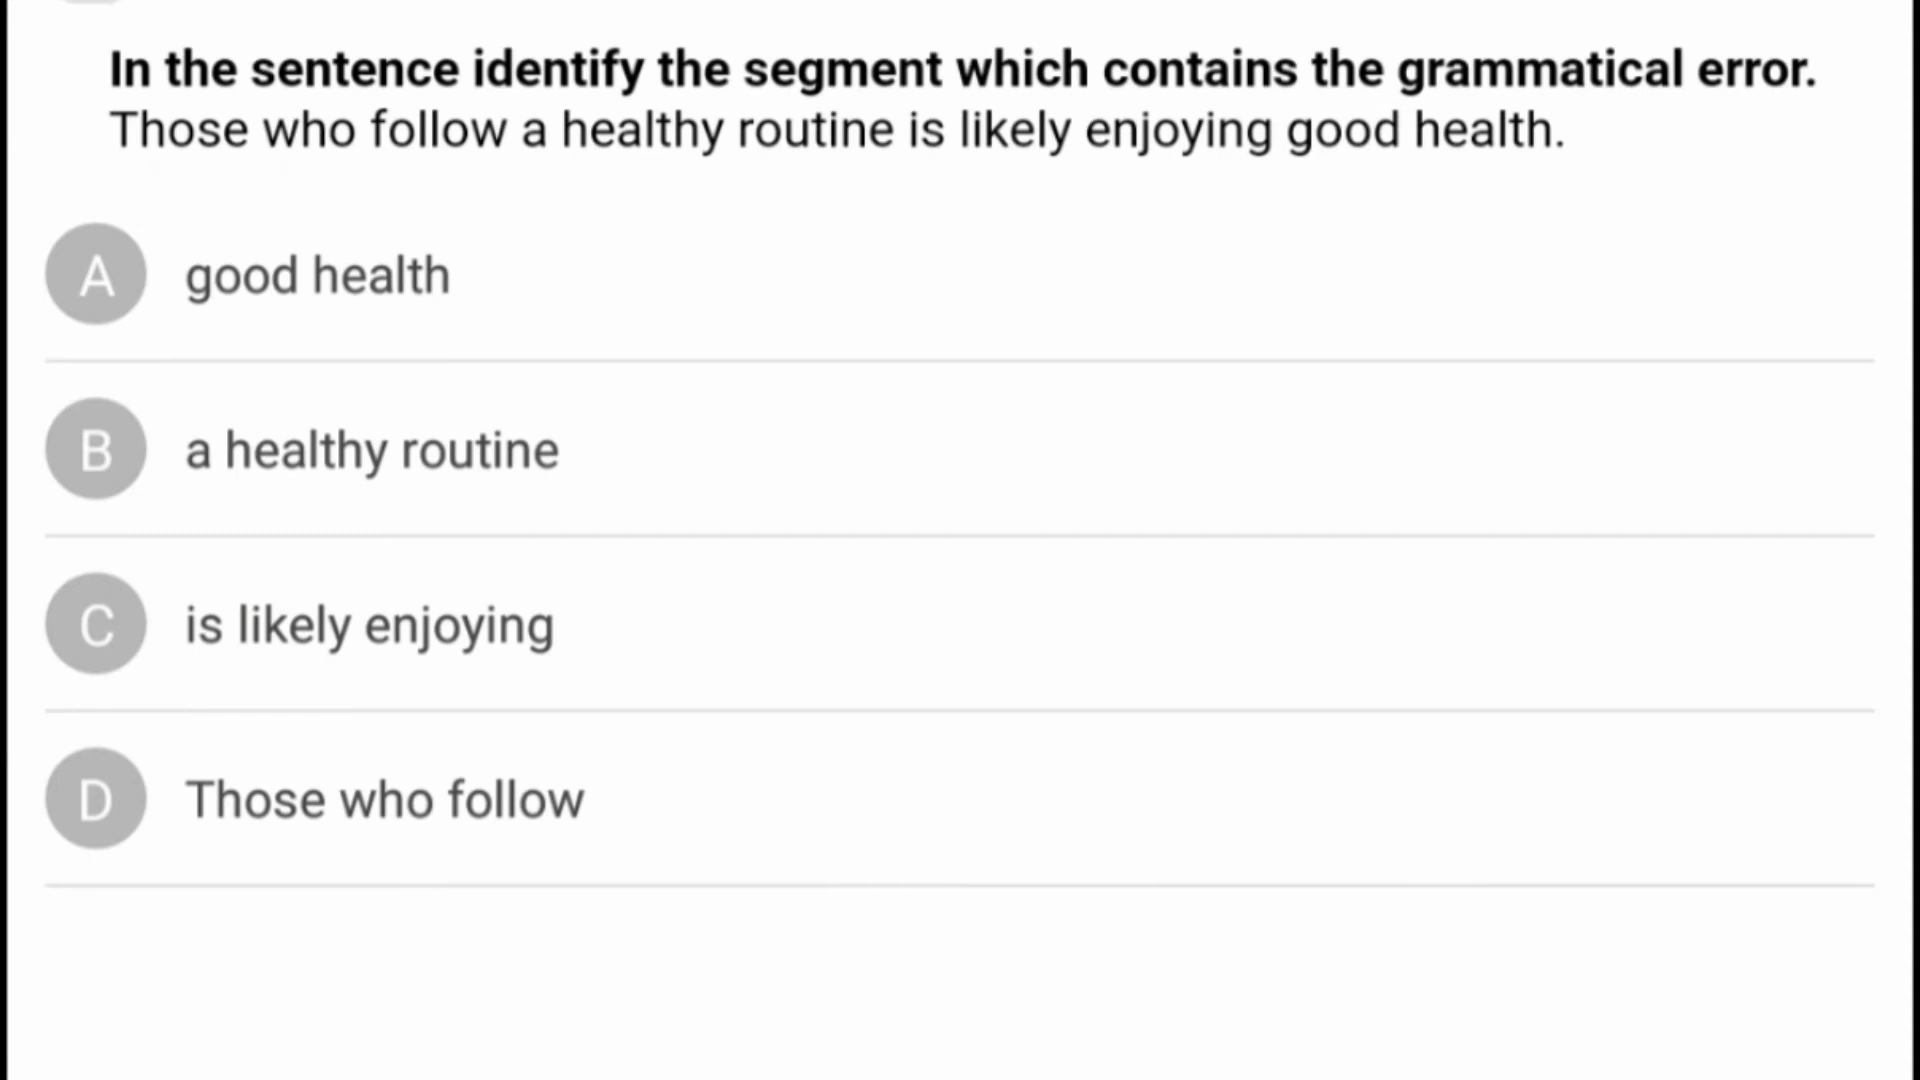 In the sentence identify the segment which contains the grammatical error.
Those who follow a healthy routine is likely enjoying good health.
A good health
B a healthy routine
C is likely enjoying
D Those who follow